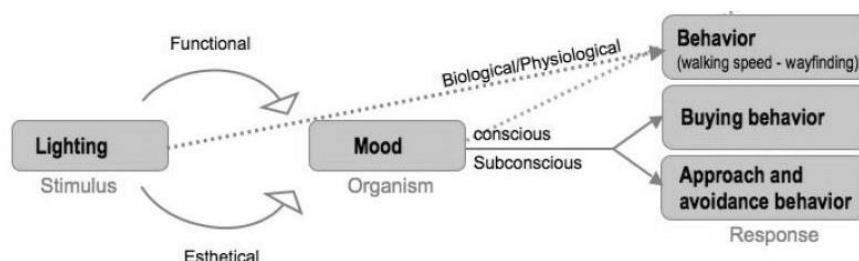 Functional
Biological/Physiological
Behavior
(walking speed - wayfinding)
Lighting
Stimulus
Mood
Organism
conscious
Subconscious
Buying behavior
Approach and
avoidance behavior
Response
Esthetical